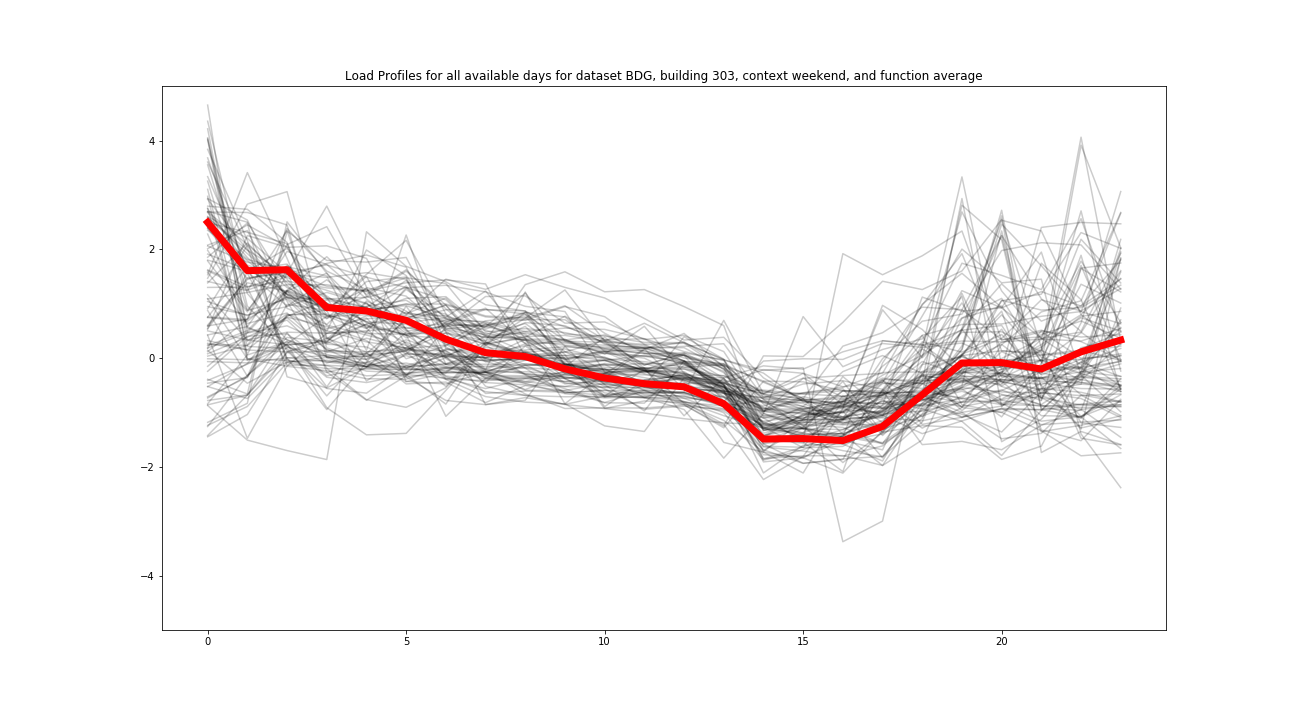 Load Profiles for all available days for dataset BDG, building 303, context weekend, and function average
4
2
0
−2
−4
0 5 10 15 20